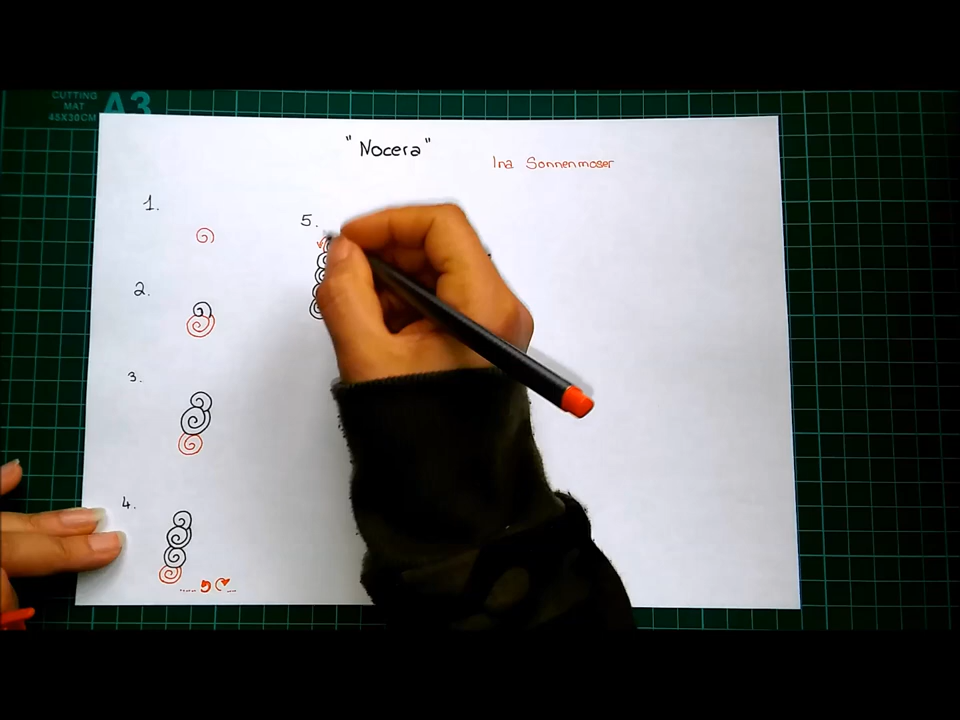 CUTTING
MAT
45X30CM
A3
"Nocera"
Ina Sonnenmoser
1.
5.
2.
3.
4.